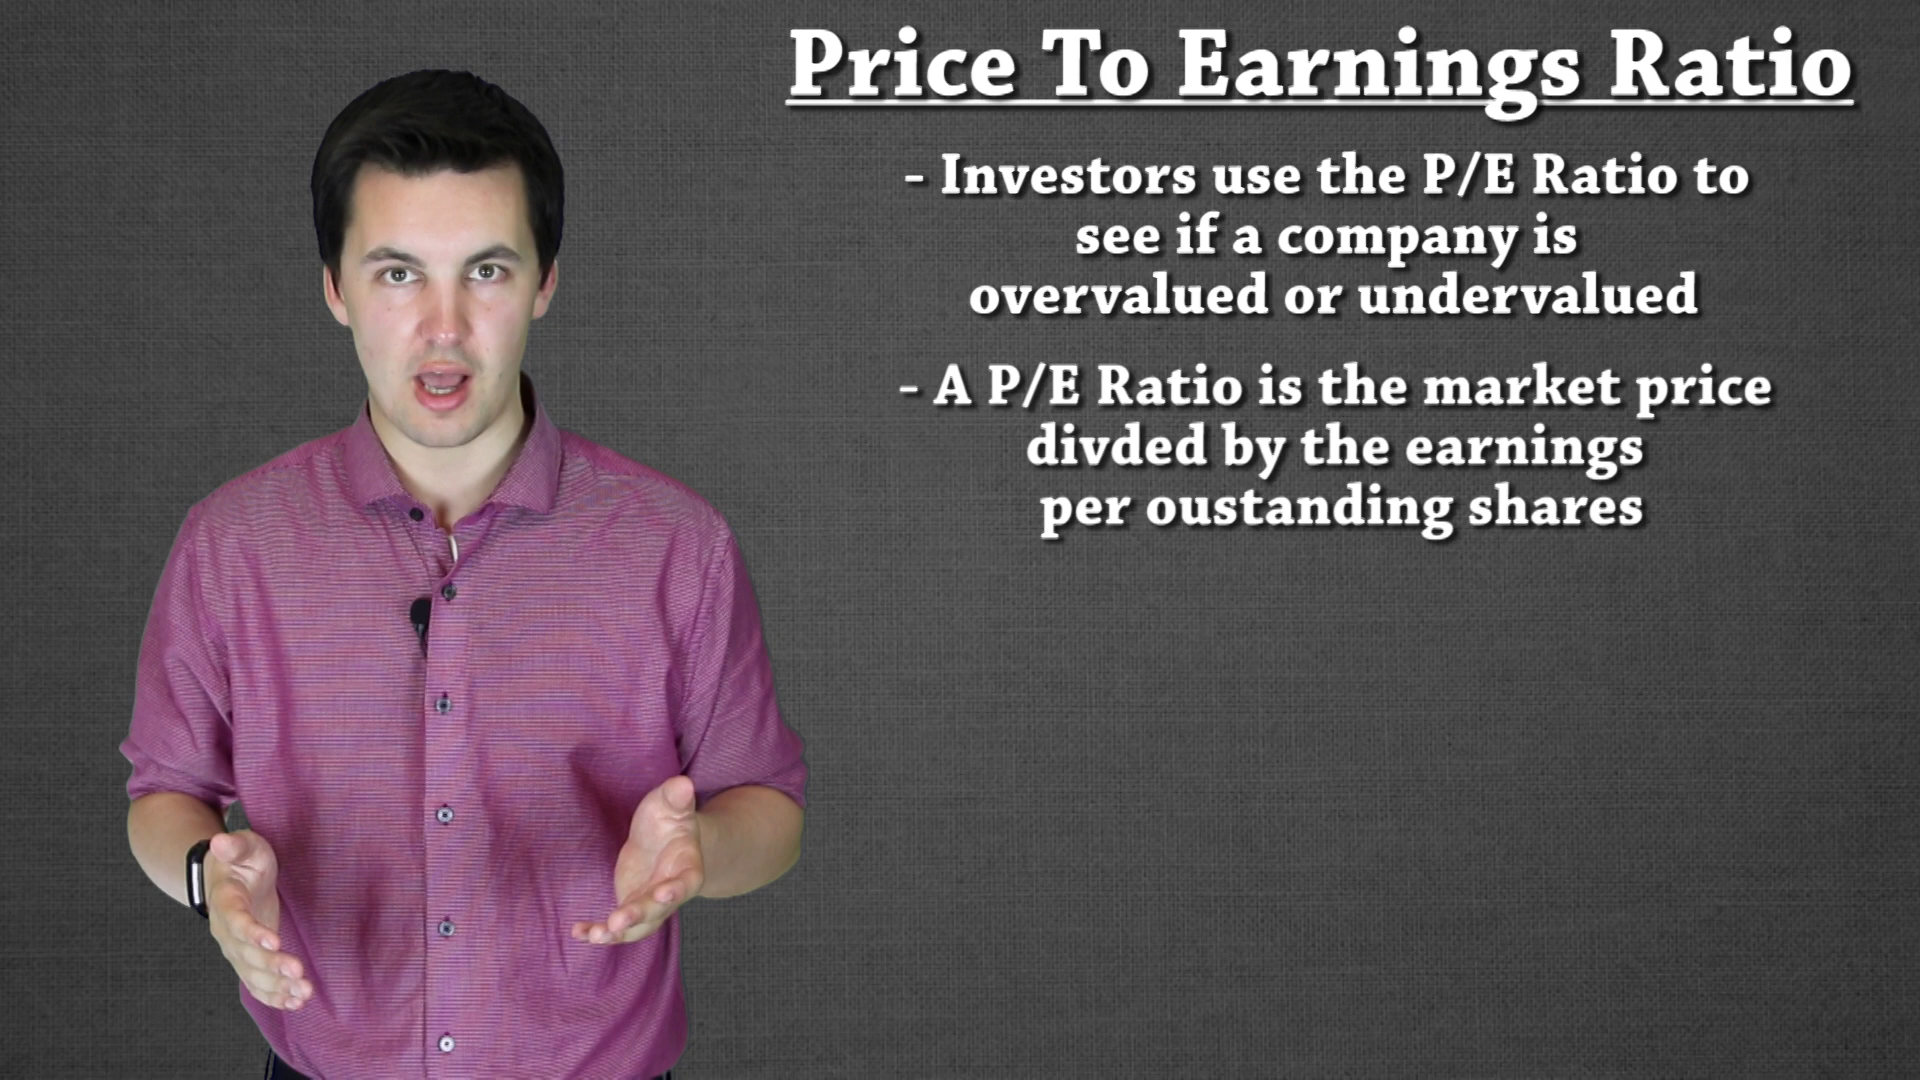 Price To Earnings Ratio
- Investors use the P/E Ratio to
see if a company is
overvalued or undervalued
- A P/E Ratio is the market price
divded by the earnings
per oustanding shares